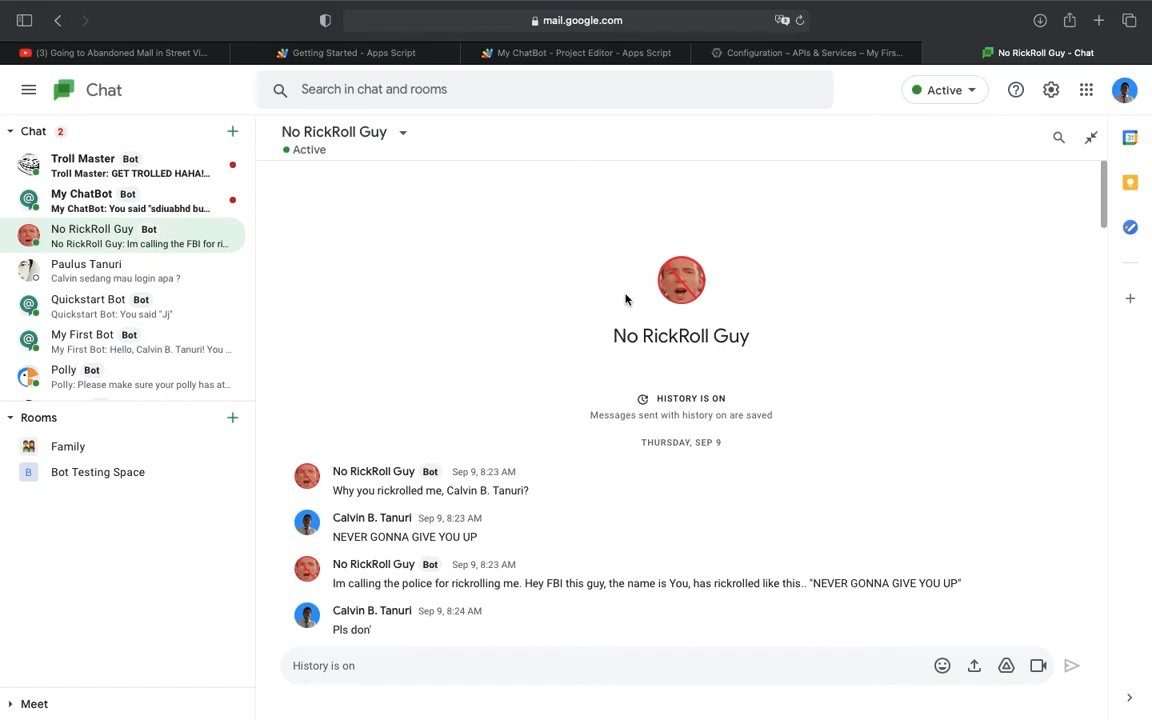 mail.google.com
(3) Going to Abandoned Mall in Street Vi...
Getting Started - Apps Script
My ChatBot - Project Editor - Apps Script
Configuration – APIs & Services – My Firs...
No RickRoll Guy - Chat
Chat
Search in chat and rooms
Active
Chat 2
Troll Master Bot
Troll Master: GET TROLLED HAHA!...
My ChatBot Bot
My ChatBot: You said "sdiuabhd bu...
No RickRoll Guy Bot
No RickRoll Guy: Im calling the FBI for ri...
Paulus Tanuri
Calvin sedang mau login apa ?
Quickstart Bot Bot
Quickstart Bot: You said "Jj"
My First Bot Bot
My First Bot: Hello, Calvin B. Tanuri! You ...
Polly Bot
Polly: Please make sure your polly has at...
Rooms
Family
B Bot Testing Space
Meet
No RickRoll Guy
Active
No RickRoll Guy
HISTORY IS ON
Messages sent with history on are saved
THURSDAY, SEP 9
No RickRoll Guy Bot Sep 9, 8:23 AM
Why you rickrolled me, Calvin B. Tanuri?
Calvin B. Tanuri Sep 9, 8:23 AM
NEVER GONNA GIVE YOU UP
No RickRoll Guy Bot Sep 9, 8:23 AM
Im calling the police for rickrolling me. Hey FBI this guy, the name is You, has rickrolled like this.. "NEVER GONNA GIVE YOU UP"
Calvin B. Tanuri Sep 9, 8:24 AM
Pls don'
History is on
31